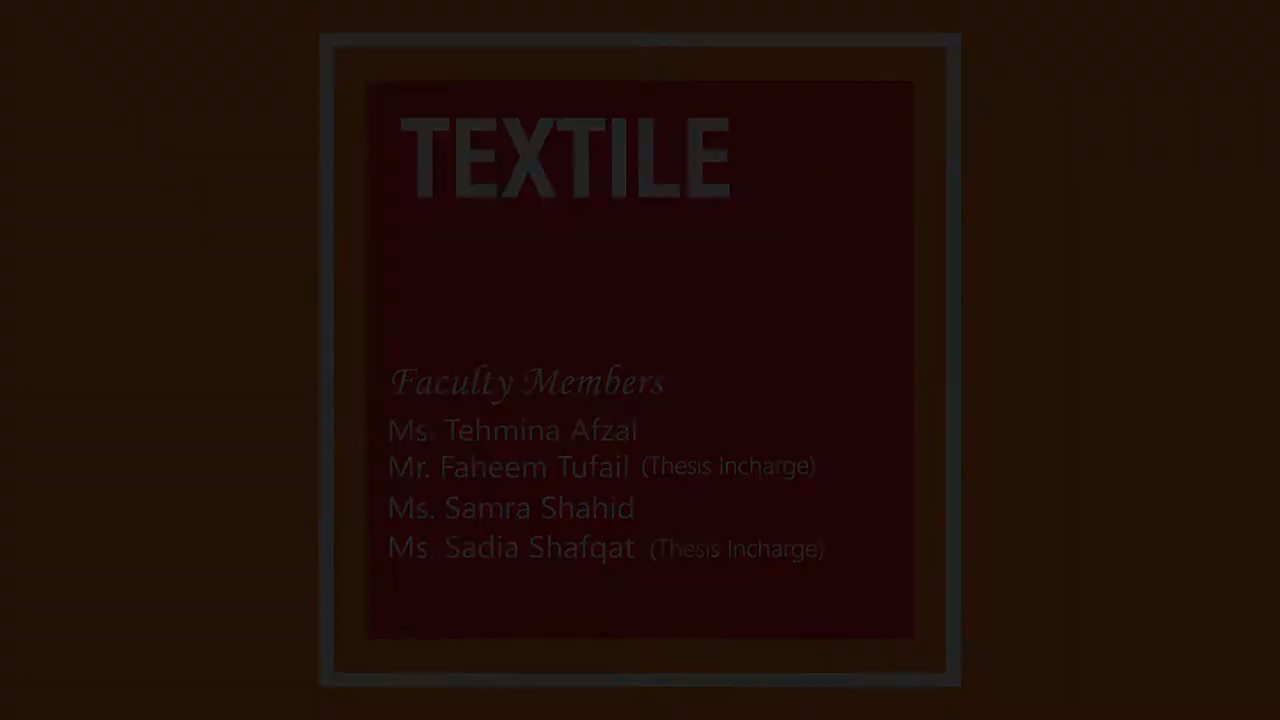 TEXTILE
Faculty Members
Ms. Tehmina Afzal
Mr. Faheem Tufail (Thesis Incharge)
Ms. Samra Shahid
Ms. Sadia Shafqat (Thesis Incharge)